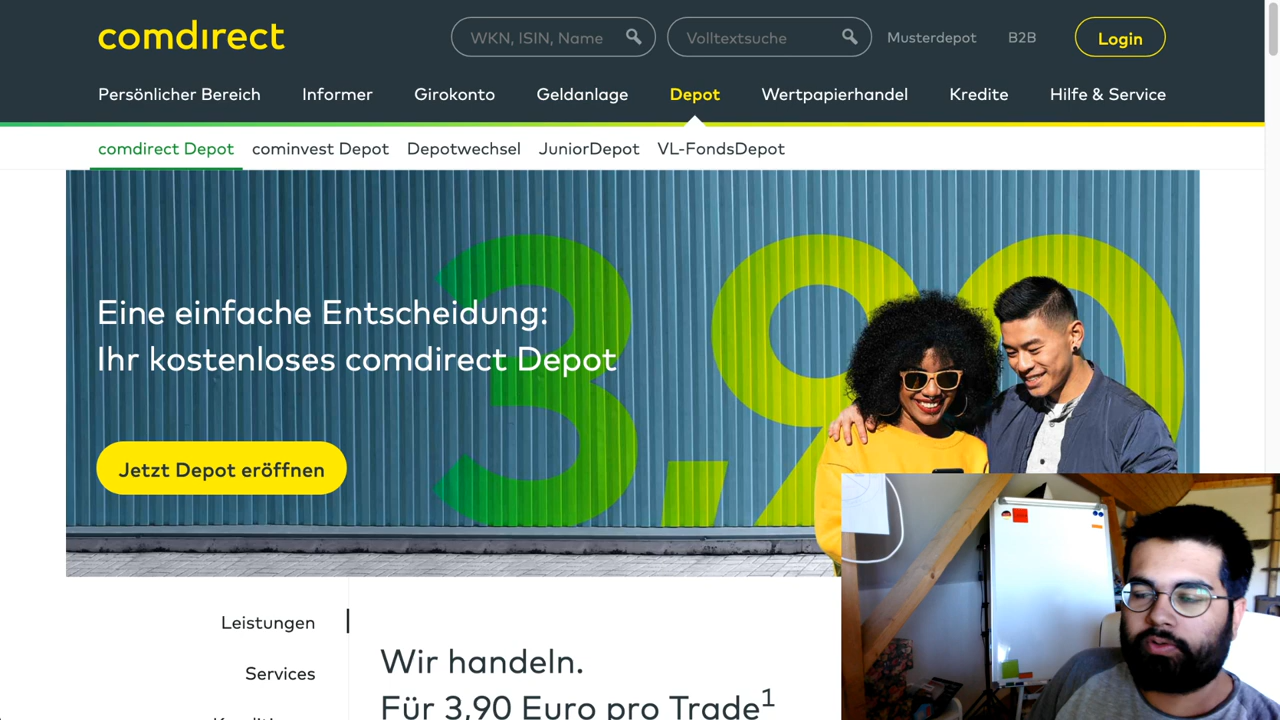 comdirect
WKN, ISIN, Name
Volltextsuche
Musterdepot
B2B
Login
Persönlicher Bereich
Informer
Girokonto
Geldanlage
Depot
Wertpapierhandel
Kredite
Hilfe & Service
comdirect Depot
cominvest Depot
Depotwechsel
JuniorDepot
VL-FondsDepot
3,90
Eine einfache Entscheidung:
Ihr kostenloses comdirect Depot
Jetzt Depot eröffnen
Leistungen
Services
Wir handeln.
Für 3,90 Euro pro Trade¹